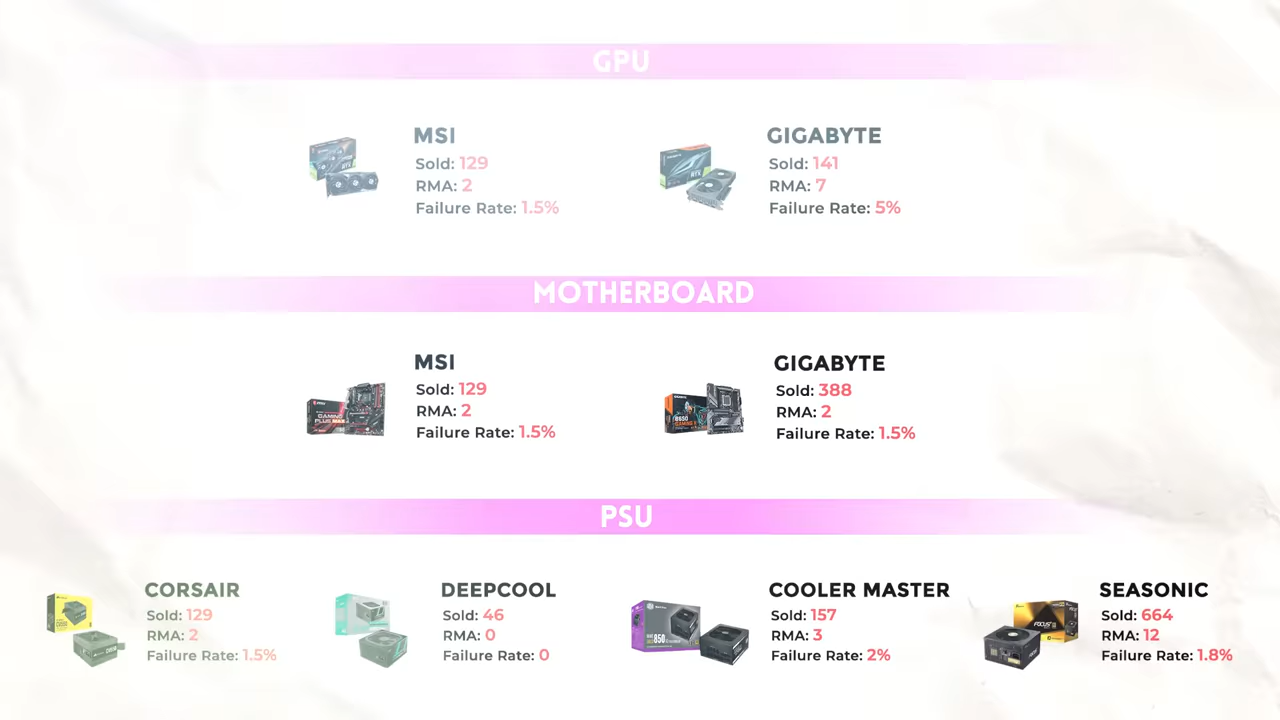 GPU
MSI
Sold: 129
RMA: 2
Failure Rate: 1.5%
GIGABYTE
Sold: 141
RMA: 7
Failure Rate: 5%
MOTHERBOARD
MSI
Sold: 129
RMA: 2
Failure Rate: 1.5%
GIGABYTE
Sold: 388
RMA: 2
Failure Rate: 1.5%
PSU
CORSAIR
Sold: 129
RMA: 2
Failure Rate: 1.5%
DEEPCOOL
Sold: 46
RMA: 0
Failure Rate: 0
COOLER MASTER
Sold: 157
RMA: 3
Failure Rate: 2%
SEASONIC
Sold: 664
RMA: 12
Failure Rate: 1.8%